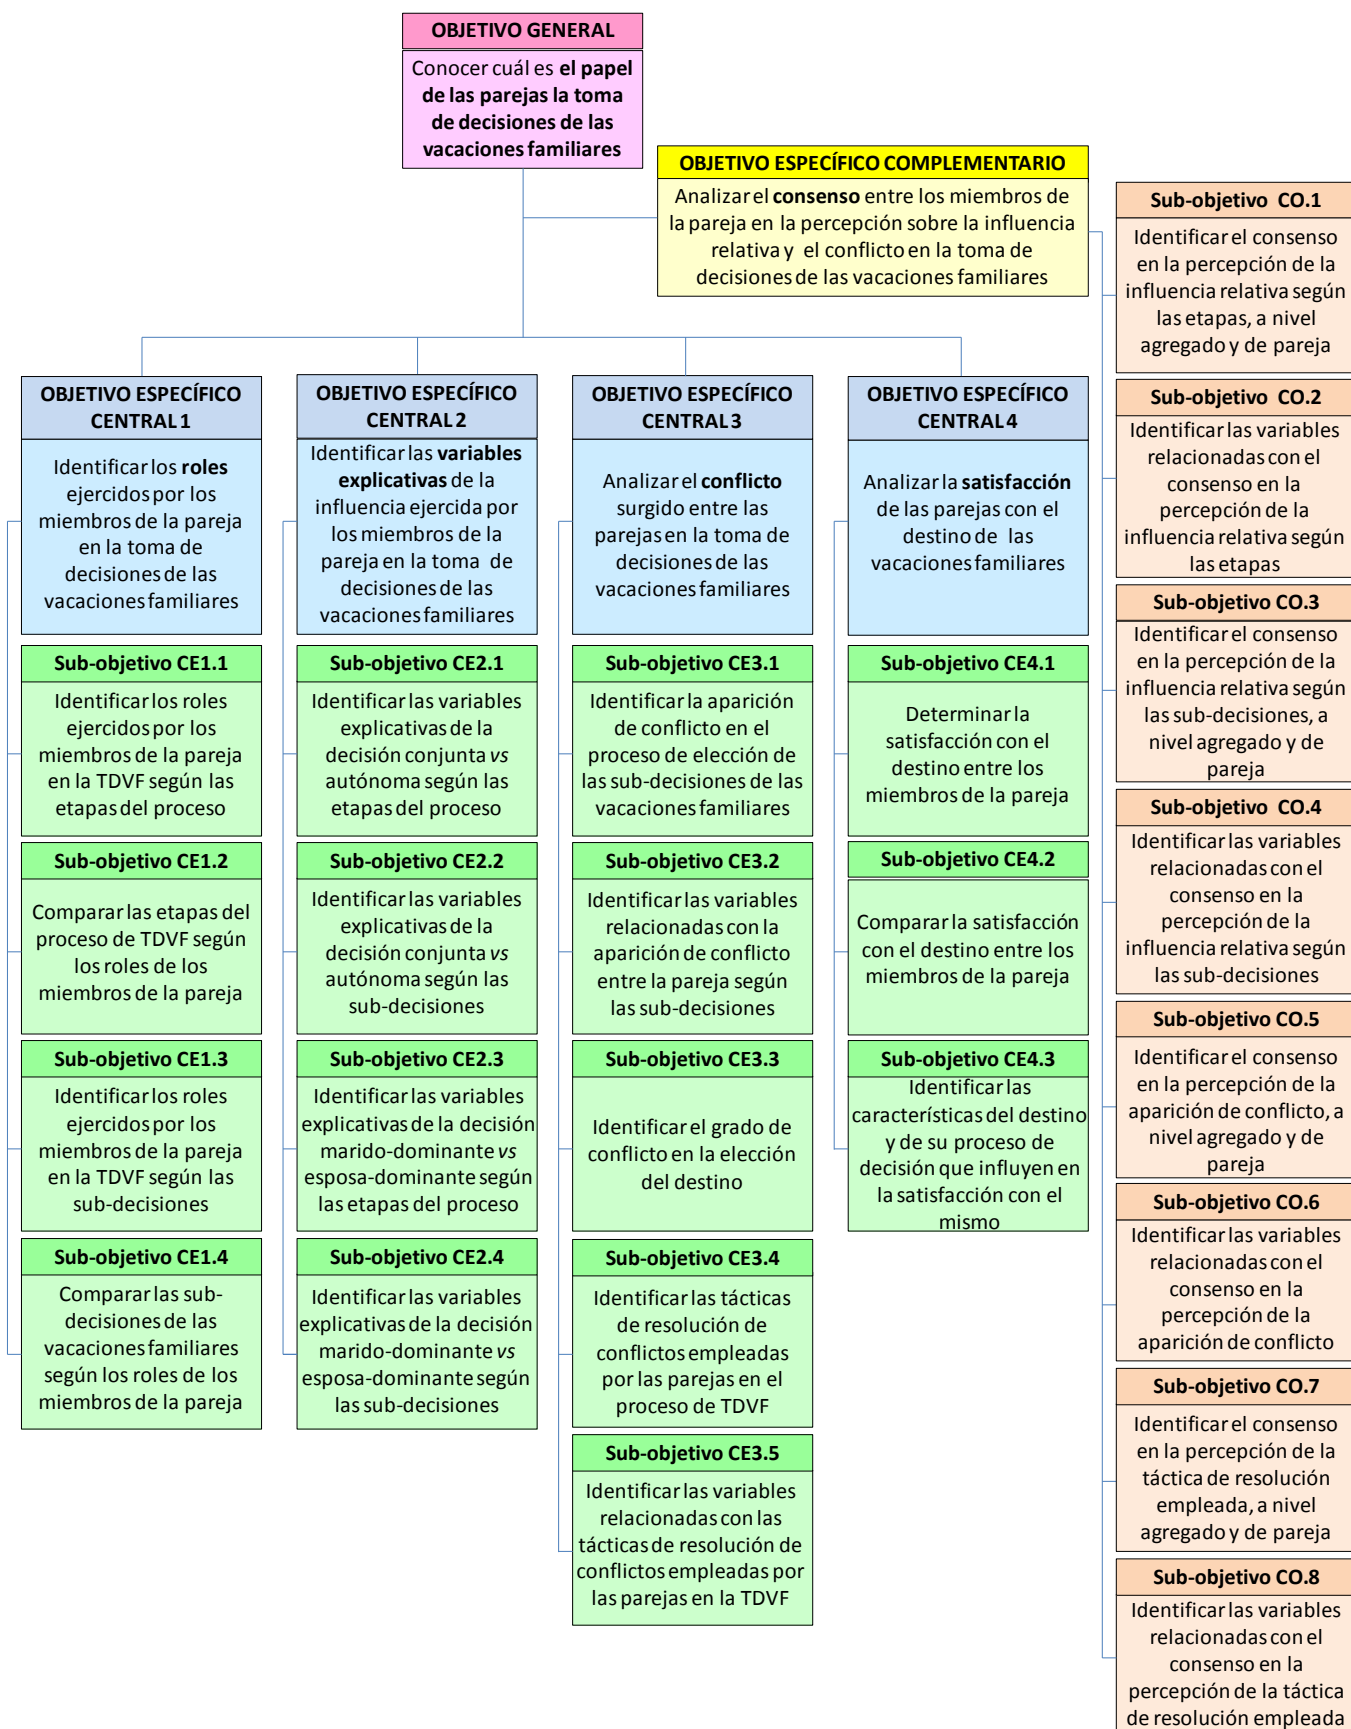 OBJETIVO GENERAL
Conocer cuál es el papel
de las parejas la toma
de decisiones de las
vacaciones familiares
OBJETIVO ESPECÍFICO COMPLEMENTARIO
Analizar el consenso entre los miembros de
la pareja en la percepción sobre la influencia
relativa y el conflicto en la toma de
decisiones de las vacaciones familiares
OBJETIVO ESPECÍFICO
CENTRAL 1
Identificar los roles
ejercidos por los
miembros de la pareja
en la toma de
decisiones de las
vacaciones familiares
Sub-objetivo CE1.1
Identificar los roles
ejercidos por los
miembros de la pareja
en la TDVF según las
etapas del proceso
Sub-objetivo CE1.2
Comparar las etapas del
proceso de TDVF según
los roles de los
miembros de la pareja
Sub-objetivo CE1.3
Identificar los roles
ejercidos por los
miembros de la pareja
en la TDVF según las
sub-decisiones
Sub-objetivo CE1.4
Comparar las sub-
decisiones de las
vacaciones familiares
según los roles de los
miembros de la pareja
OBJETIVO ESPECÍFICO
CENTRAL 2
Identificar las variables
explicativas de la
influencia ejercida por
los miembros de la
pareja en la toma de
decisiones de las
vacaciones familiares
Sub-objetivo CE2.1
Identificar las variables
explicativas de la
decisión conjunta vs
autónoma según las
etapas del proceso
Sub-objetivo CE2.2
Identificar las variables
explicativas de la
decisión conjunta vs
autónoma según las
sub-decisiones
Sub-objetivo CE2.3
Identificar las variables
explicativas de la decisión
marido-dominante vs
esposa-dominante según
las etapas del proceso
Sub-objetivo CE2.4
Identificar las variables
explicativas de la decisión
marido-dominante vs
esposa-dominante según
las sub-decisiones
OBJETIVO ESPECÍFICO
CENTRAL 3
Analizar el conflicto
surgido entre las
parejas en la toma de
decisiones de las
vacaciones familiares
Sub-objetivo CE3.1
Identificar la aparición
de conflicto en el
proceso de elección de
las sub-decisiones de las
vacaciones familiares
Sub-objetivo CE3.2
Identificar las variables
relacionadas con la
aparición de conflicto
entre la pareja según
las sub-decisiones
Sub-objetivo CE3.3
Identificar el grado de
conflicto en la elección
del destino
Sub-objetivo CE3.4
Identificar las tácticas
de resolución de
conflictos empleadas
por las parejas en el
proceso de TDVF
Sub-objetivo CE3.5
Identificar las variables
relacionadas con las
tácticas de resolución de
conflictos empleadas por
las parejas en la TDVF
OBJETIVO ESPECÍFICO
CENTRAL 4
Analizar la satisfacción
de las parejas con el
destino de las
vacaciones familiares
Sub-objetivo CE4.1
Determinar la
satisfacción con el
destino entre los
miembros de la pareja
Sub-objetivo CE4.2
Comparar la satisfacción
con el destino entre los
miembros de la pareja
Sub-objetivo CE4.3
Identificar las
características del destino
y de su proceso de
decisión que influyen en
la satisfacción con el
mismo
Sub-objetivo CO.1
Identificar el consenso
en la percepción de la
influencia relativa según
las etapas, a nivel
agregado y de pareja
Sub-objetivo CO.2
Identificar las variables
relacionadas con el
consenso en la
percepción de la
influencia relativa según
las etapas
Sub-objetivo CO.3
Identificar el consenso
en la percepción de la
influencia relativa según
las sub-decisiones, a
nivel agregado y de
pareja
Sub-objetivo CO.4
Identificar las variables
relacionadas con el
consenso en la
percepción de la
influencia relativa según
las sub-decisiones
Sub-objetivo CO.5
Identificar el consenso
en la percepción de la
aparición de conflicto, a
nivel agregado y de
pareja
Sub-objetivo CO.6
Identificar las variables
relacionadas con el
consenso en la
percepción de la
aparición de conflicto
Sub-objetivo CO.7
Identificar el consenso
en la percepción de la
táctica de resolución
empleada, a nivel
agregado y de pareja
Sub-objetivo CO.8
Identificar las variables
relacionadas con el
consenso en la
percepción de la táctica
de resolución empleada